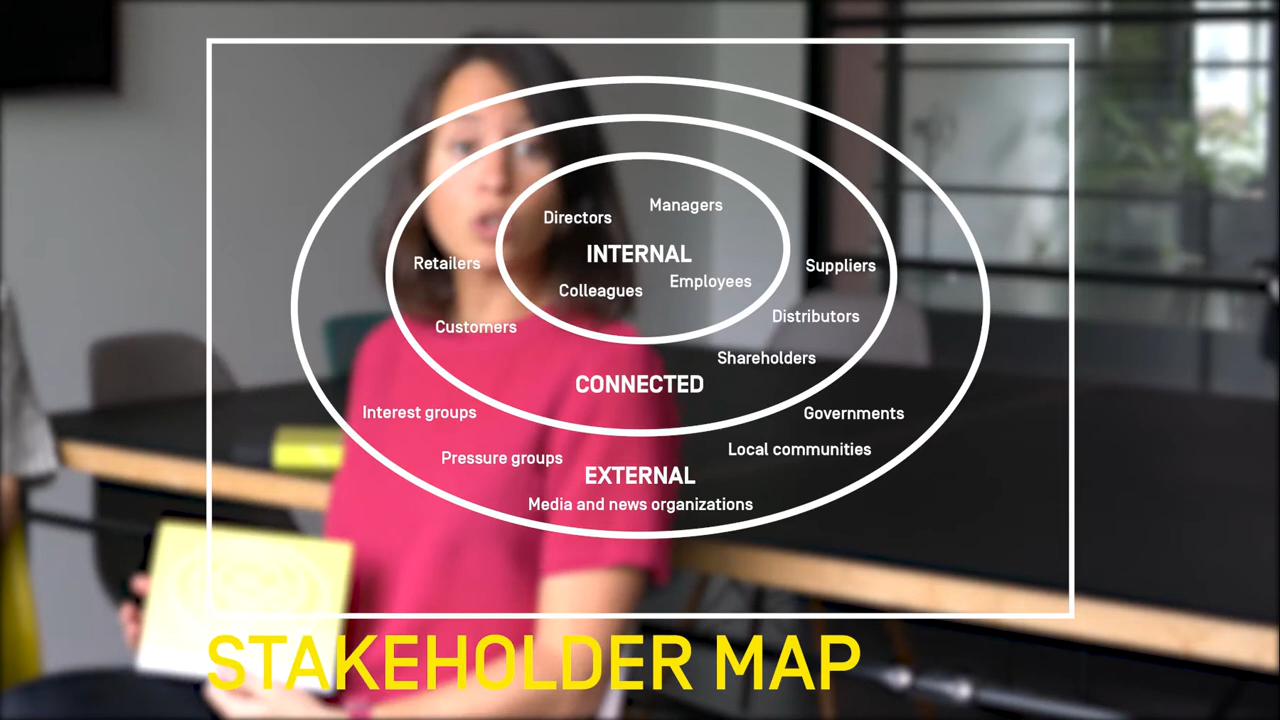 Managers
Directors
INTERNAL
Employees
Colleagues
Retailers
Suppliers
Distributors
Customers
Shareholders
CONNECTED
Interest groups
Governments
Local communities
Pressure groups
EXTERNAL
Media and news organizations
STAKEHOLDER MAP